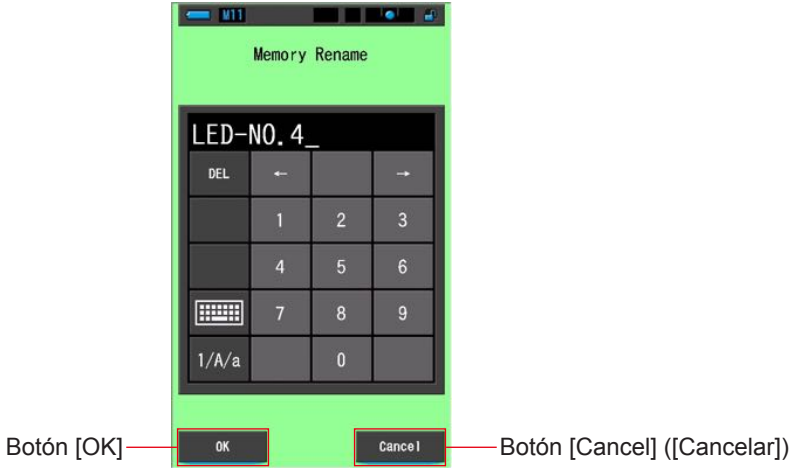 M11
Memory Rename
LED-NO. 4_
DEL ← →
1 2 3
4 5 6
7 8 9
1/A/a 0
Botón [OK] OK Cancel Botón [Cancel] ([Cancelar])